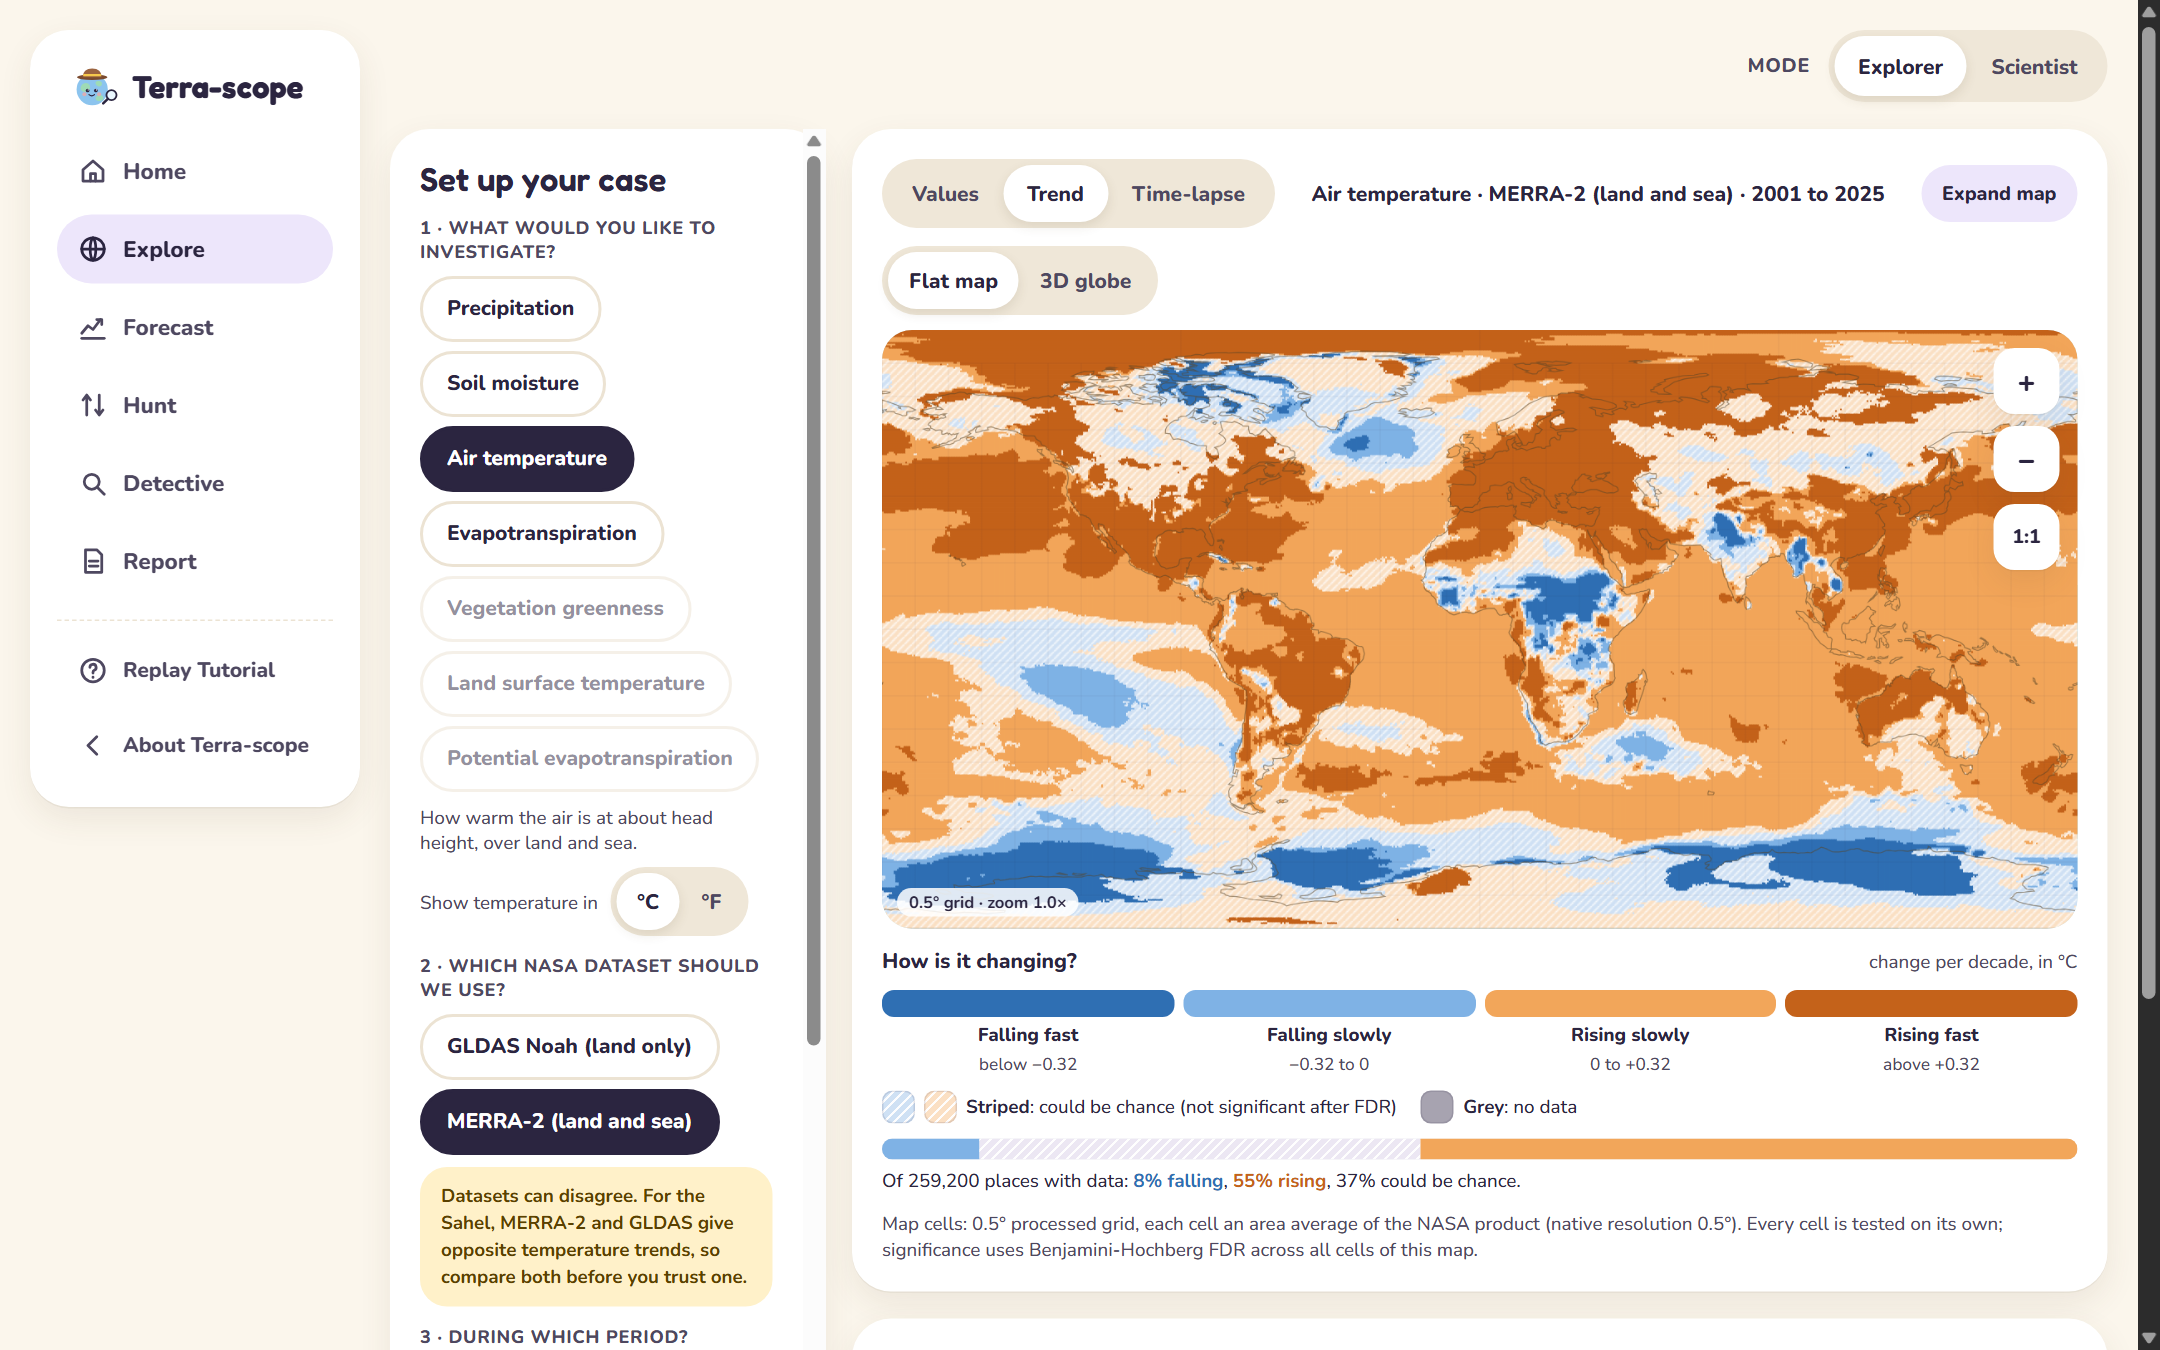 Terra-scope
Home
Explore
Forecast
Hunt
Detective
Report
Replay Tutorial
About Terra-scope
MODE
Explorer
Scientist
Set up your case
1 · WHAT WOULD YOU LIKE TO
INVESTIGATE?
Precipitation
Soil moisture
Air temperature
Evapotranspiration
Vegetation greenness
Land surface temperature
Potential evapotranspiration
How warm the air is at about head
height, over land and sea.
Show temperature in
°C
°F
2 · WHICH NASA DATASET SHOULD
WE USE?
GLDAS Noah (land only)
MERRA-2 (land and sea)
Datasets can disagree. For the
Sahel, MERRA-2 and GLDAS give
opposite temperature trends, so
compare both before you trust one.
3 · DURING WHICH PERIOD?
Values
Trend
Time-lapse
Air temperature · MERRA-2 (land and sea) · 2001 to 2025
Expand map
Flat map
3D globe
+
−
1:1
0.5° grid · zoom 1.0×
How is it changing?
change per decade, in °C
Falling fast
Falling slowly
Rising slowly
Rising fast
below −0.32
−0.32 to 0
0 to +0.32
above +0.32
Striped: could be chance (not significant after FDR)
Grey: no data
Of 259,200 places with data: 8% falling, 55% rising, 37% could be chance.
Map cells: 0.5° processed grid, each cell an area average of the NASA product (native resolution 0.5°). Every cell is tested on its own;
significance uses Benjamini-Hochberg FDR across all cells of this map.